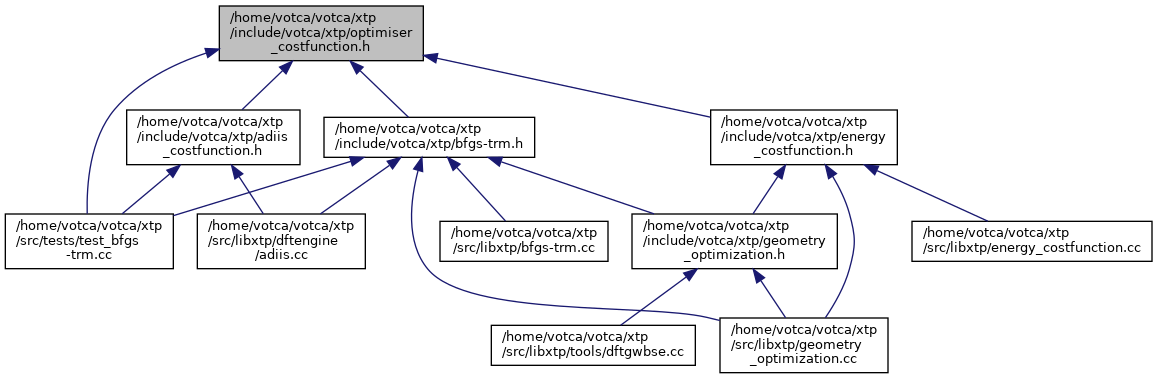 /home/votca/votca/xtp
/include/votca/xtp/optimiser
_costfunction.h
/home/votca/votca/xtp
/include/votca/xtp/adiis
_costfunction.h
/home/votca/votca/xtp
/include/votca/xtp/bfgs-trm.h
/home/votca/votca/xtp
/include/votca/xtp/energy
_costfunction.h
/home/votca/votca/xtp
/src/tests/test_bfgs
-trm.cc
/home/votca/votca/xtp
/src/libxtp/dftengine
/adiis.cc
/home/votca/votca/xtp
/src/libxtp/bfgs-trm.cc
/home/votca/votca/xtp
/include/votca/xtp/geometry
_optimization.h
/home/votca/votca/xtp
/src/libxtp/energy_costfunction.cc
/home/votca/votca/xtp
/src/libxtp/tools/dftgwbse.cc
/home/votca/votca/xtp
/src/libxtp/geometry
_optimization.cc